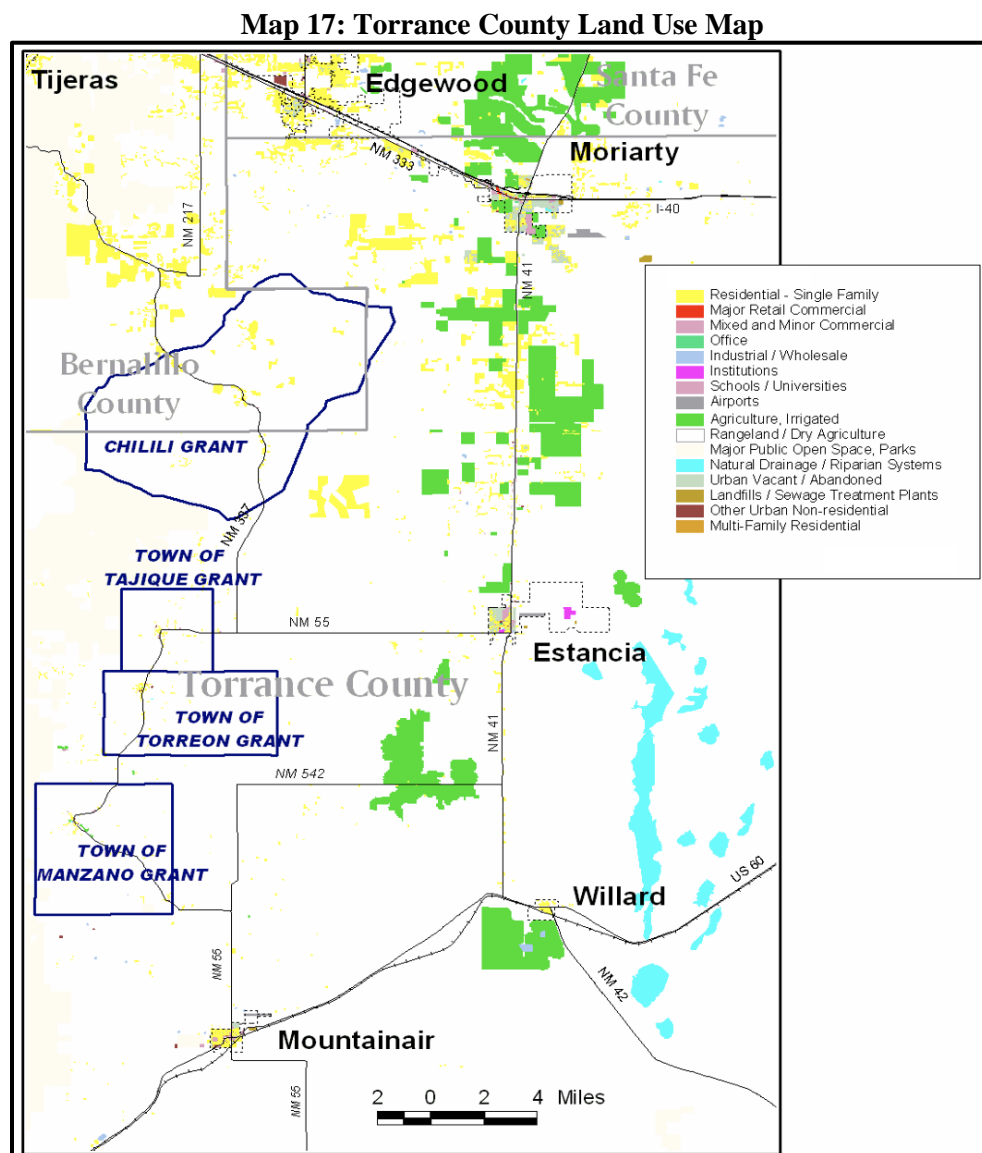 Map 17: Torrance County Land Use Map
Tijeras
Edgewood
Santa Fe
County
Moriarty
NM 333
I-40
NM 217
NM 41
Residential - Single Family
Major Retail Commercial
Mixed and Minor Commercial
Office
Industrial / Wholesale
Institutions
Schools / Universities
Airports
Agriculture, Irrigated
Rangeland / Dry Agriculture
Major Public Open Space, Parks
Natural Drainage / Riparian Systems
Urban Vacant / Abandoned
Landfills / Sewage Treatment Plants
Other Urban Non-residential
Multi-Family Residential
Bernalillo
County
CHILILI GRANT
NM 337
TOWN OF
TAJIQUE GRANT
NM 55
Estancia
Torrance County
TOWN OF
TORREON GRANT
NM 41
NM 542
TOWN OF
MANZANO GRANT
US 60
Willard
NM 55
NM 42
Mountainair
NM 55
2 0 2 4 Miles